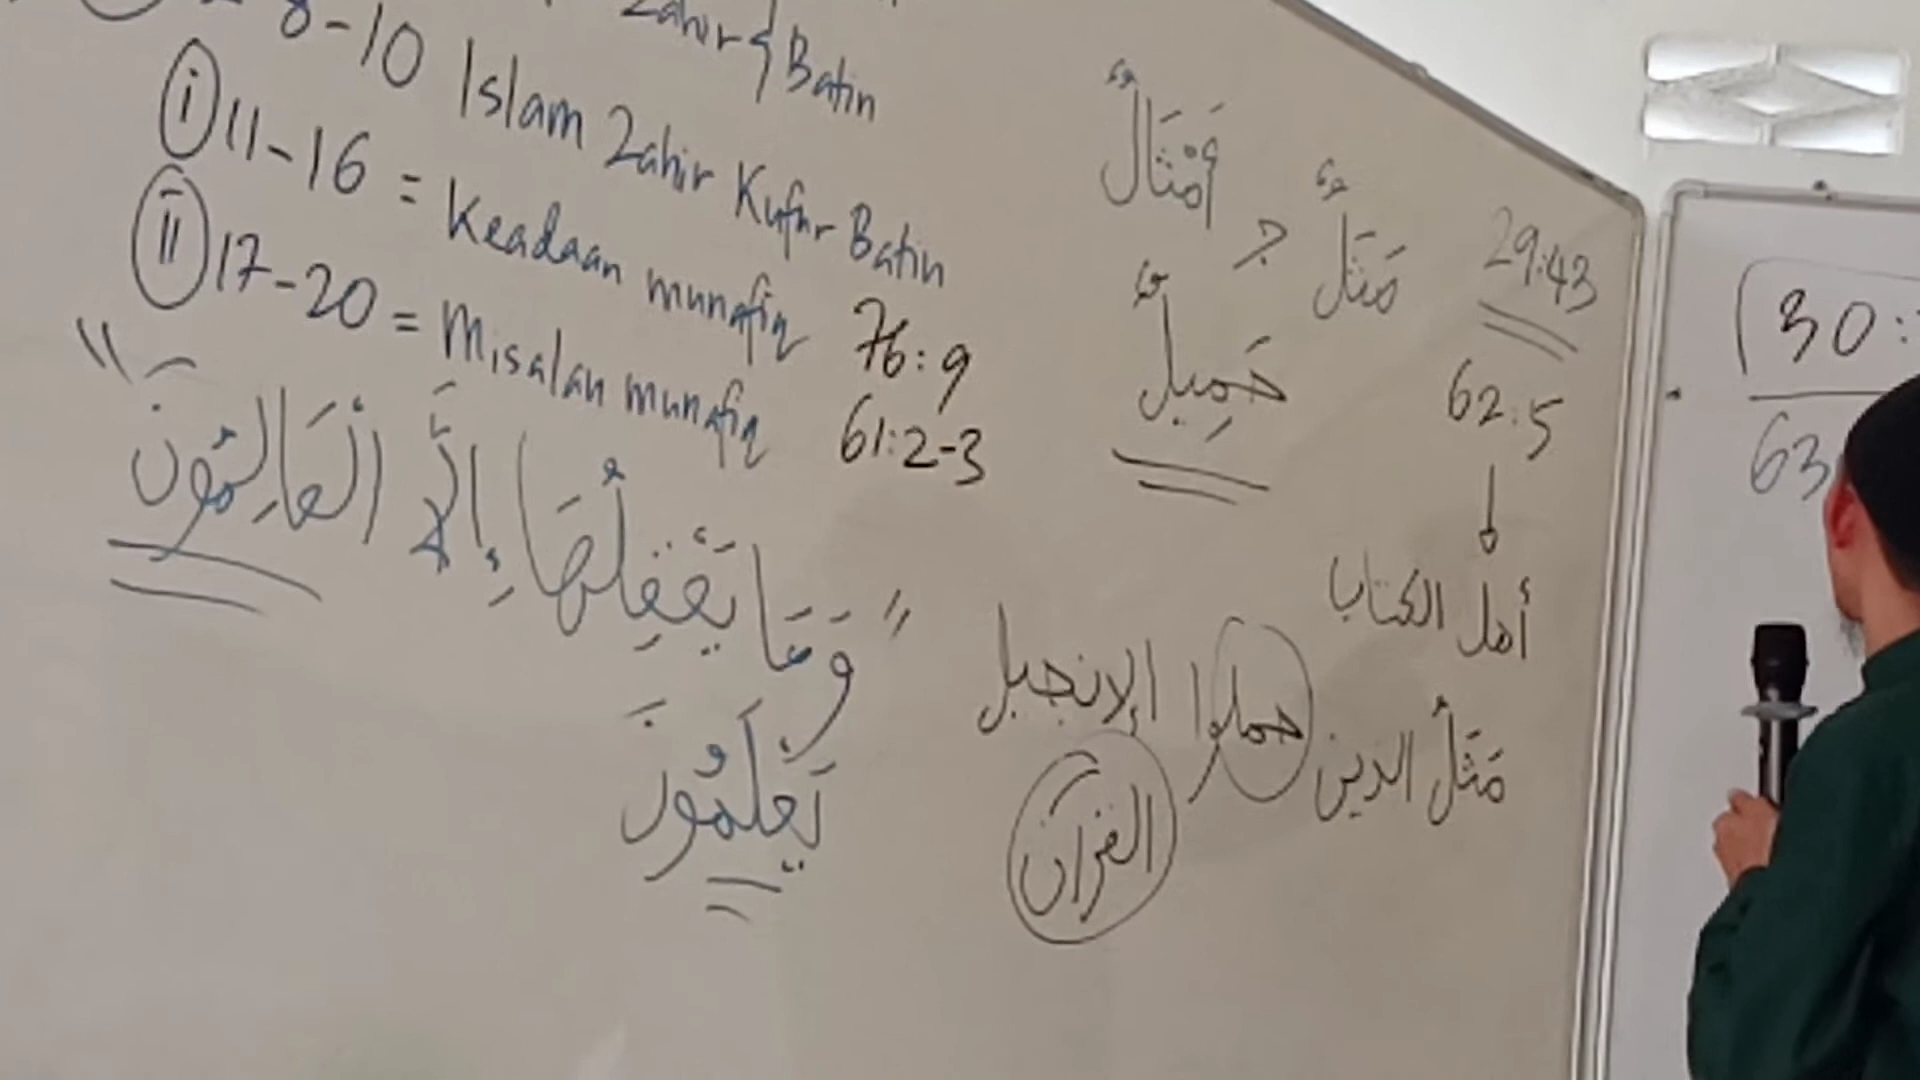 Zahir & Batin
8-10 Islam Zahir Kufur Batin
i 11-16 = Keadaan munafiq 76:9
ii 17-20 = Misalan munafiq 61:2-3
"وَمَا يَعْقِلُهَا إِلَّا الْعَالِمُونَ"
يَعْلَمُونَ
أَمْثَالٌ
ج
مَثَلٌ
29:43
جَمِيلٌ
62:5
أهل الكتاب
مَثَلُ الذين حملوا الإنجيل
القرآن
30:
63